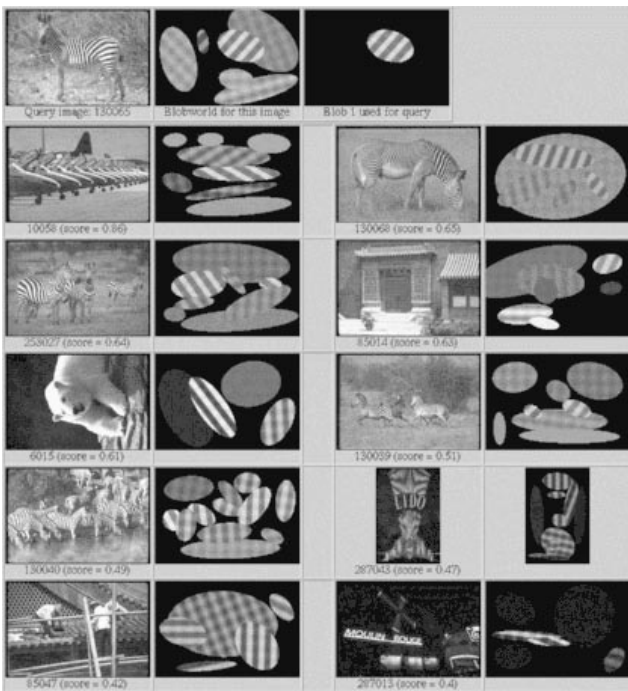 Query image: 130065
Blobworld for this image
Blob 1 used for query
10058 (score = 0.86)
130068 (score = 0.65)
253027 (score = 0.64)
85014 (score = 0.63)
6015 (score = 0.61)
130039 (score = 0.51)
LIDO
130040 (score = 0.49)
287043 (score = 0.47)
MOULIN ROUGE
85047 (score = 0.42)
287013 (score = 0.4)